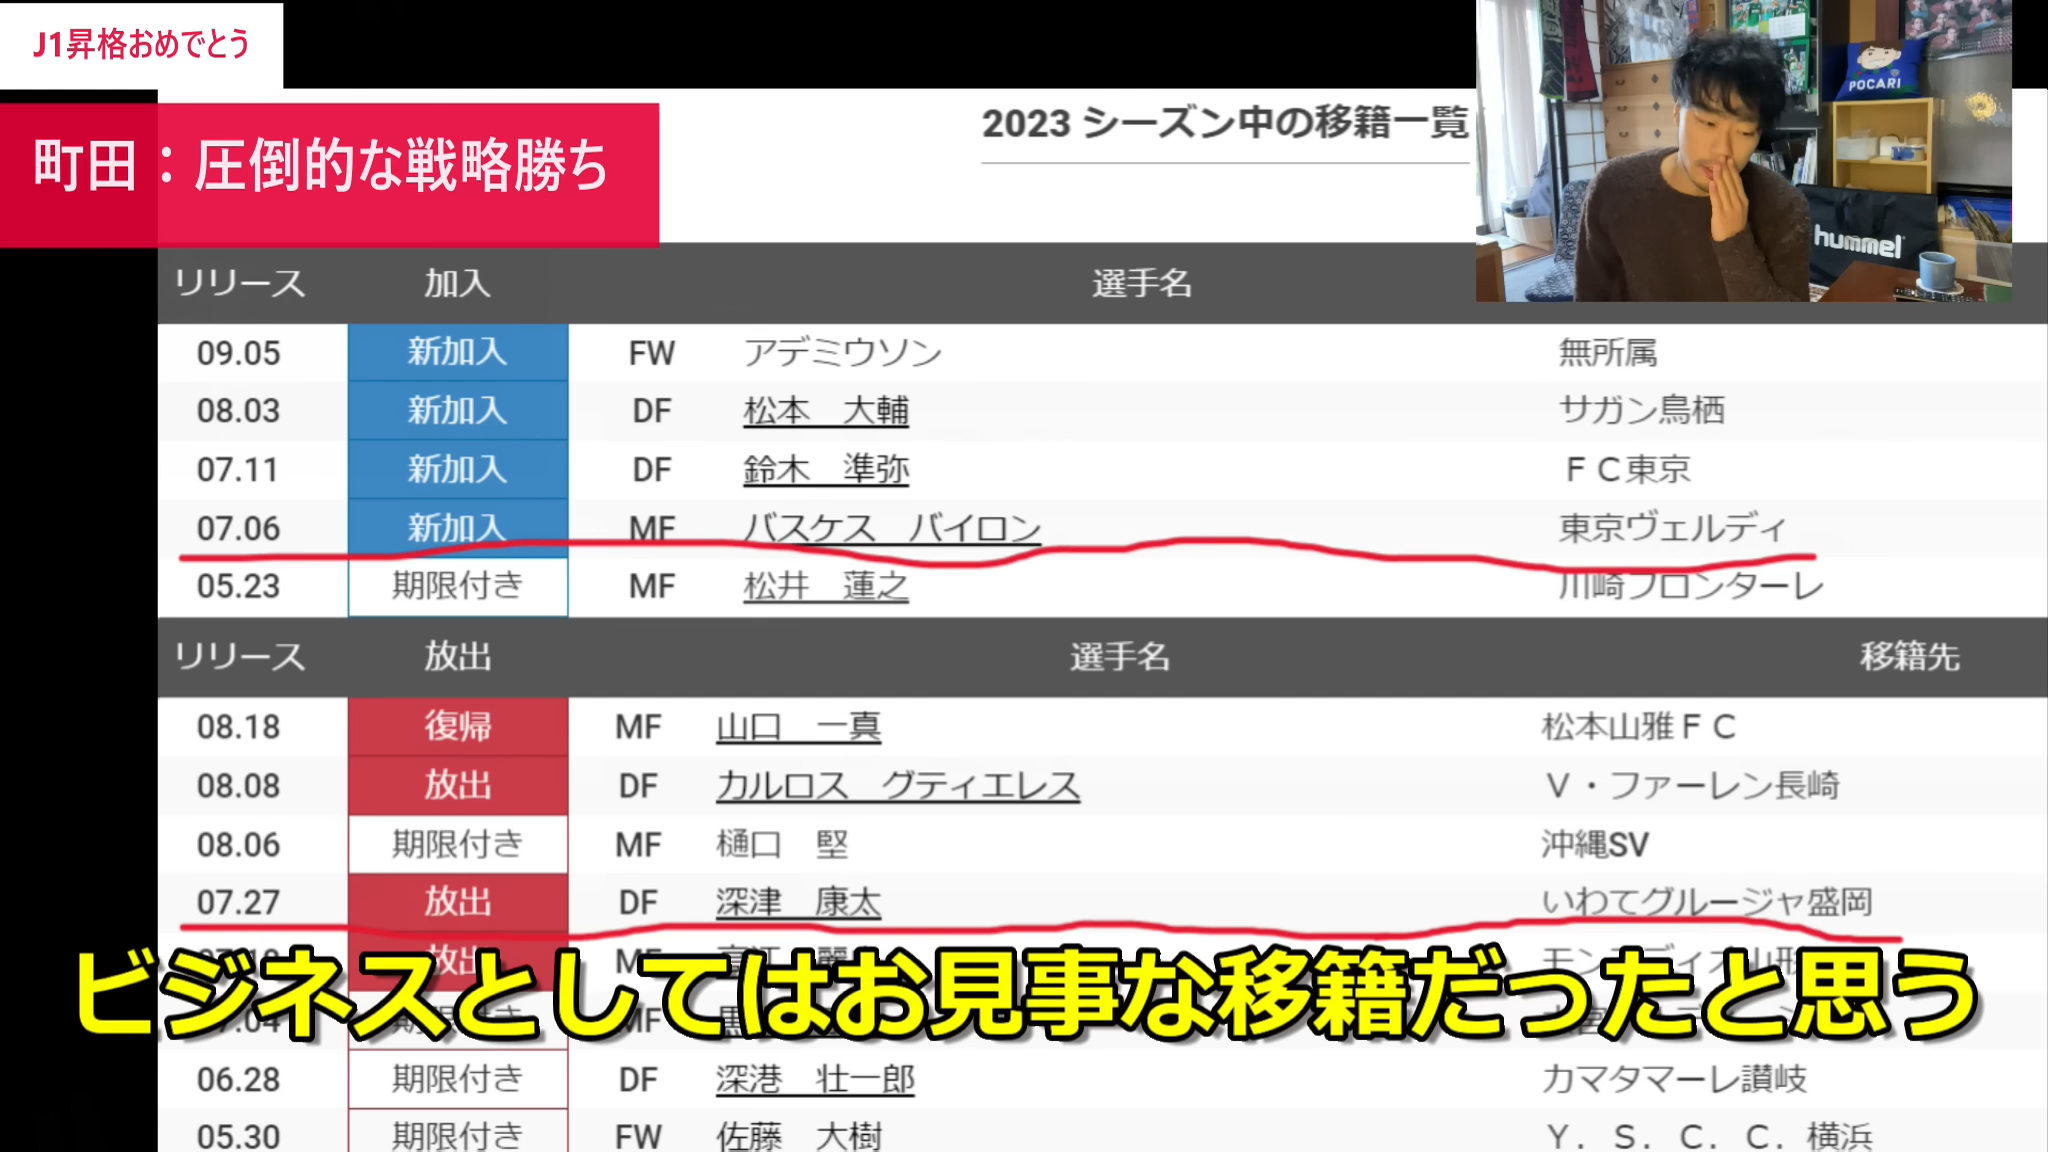 J1昇格おめでとう
町田：圧倒的な戦略勝ち
2023 シーズン中の移籍一覧
POCARI
hummel
リリース 加入 選手名
09.05 新加入 FW アデミウソン 無所属
08.03 新加入 DF 松本　大輔 サガン鳥栖
07.11 新加入 DF 鈴木　準弥 ＦＣ東京
07.06 新加入 MF バスケス　バイロン 東京ヴェルディ
05.23 期限付き MF 松井　蓮之 川崎フロンターレ
リリース 放出 選手名 移籍先
08.18 復帰 MF 山口　一真 松本山雅ＦＣ
08.08 放出 DF カルロス　グティエレス Ｖ・ファーレン長崎
08.06 期限付き MF 樋口　堅 沖縄SV
07.27 放出 DF 深津　康太 いわてグルージャ盛岡
放出
ビジネスとしてはお見事な移籍だったと思う
MF
06.28 期限付き DF 深港　壮一郎 カマタマーレ讃岐
05.30 期限付き FW 佐藤　大樹 Ｙ．Ｓ．Ｃ．Ｃ．横浜